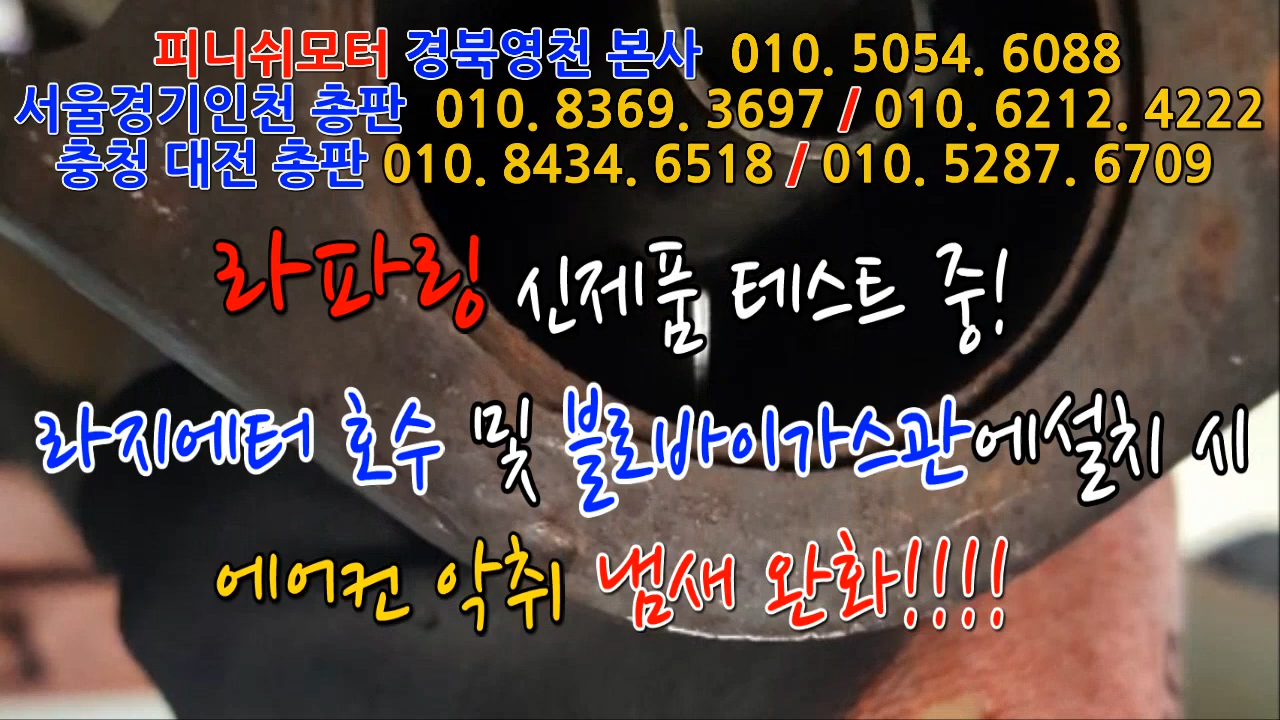 피니쉬모터 경북영천 본사 010. 5054. 6088
서울경기인천 총판 010. 8369. 3697 / 010. 6212. 4222
충청 대전 총판 010. 8434. 6518 / 010. 5287. 6709
라파링 신제품 테스트 중!
라지에터 호수 및 블로바이가스관에설치 시
에어컨 악취 냄새 완화!!!!